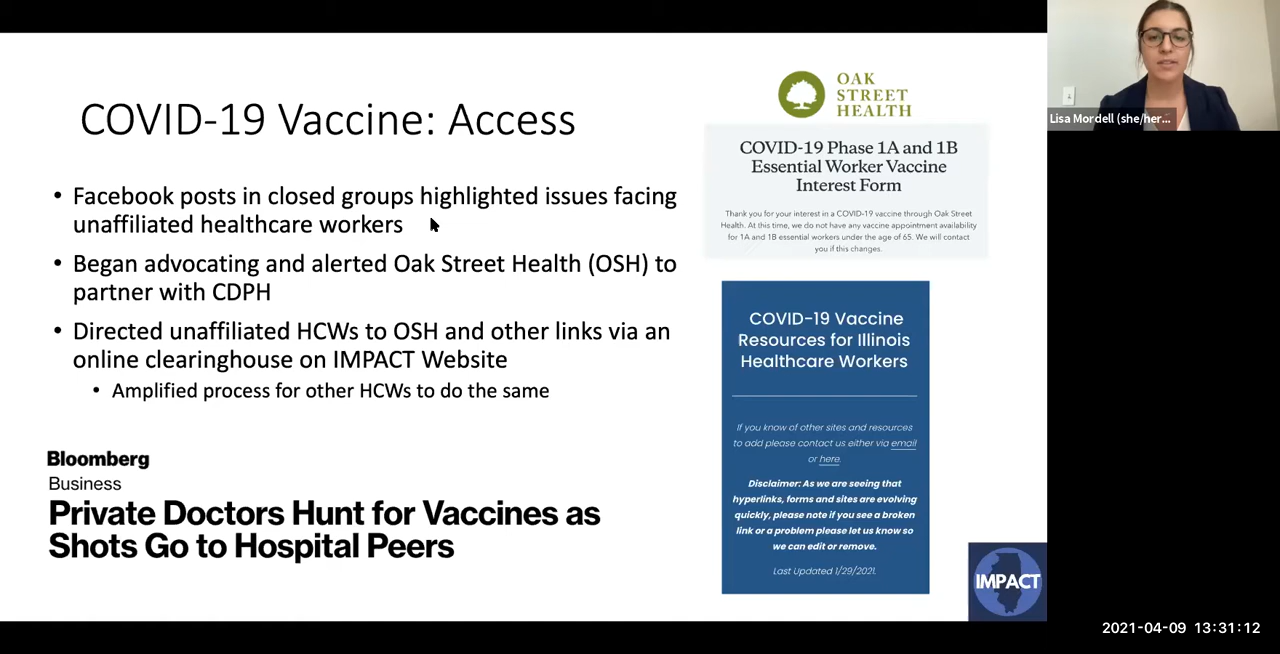 COVID-19 Vaccine: Access
• Facebook posts in closed groups highlighted issues facing
unaffiliated healthcare workers
• Began advocating and alerted Oak Street Health (OSH) to
partner with CDPH
• Directed unaffiliated HCWs to OSH and other links via an
online clearinghouse on IMPACT Website
• Amplified process for other HCWs to do the same
Bloomberg
Business
Private Doctors Hunt for Vaccines as
Shots Go to Hospital Peers
OAK
STREET
HEALTH
COVID-19 Phase 1A and 1B
Essential Worker Vaccine
Interest Form
Thank you for your interest in a COVID-19 vaccine through Oak Street
Health. At this time, we do not have any vaccine appointment availability
for 1A and 1B essential workers under the age of 65. We will contact
you if this changes.
COVID-19 Vaccine
Resources for Illinois
Healthcare Workers
If you know of other sites and resources
to add please contact us either via email
or here.
Disclaimer: As we are seeing that
hyperlinks, forms and sites are evolving
quickly, please note if you see a broken
link or a problem please let us know so
we can edit or remove.
Last Updated 1/29/2021.
IMPACT
Lisa Mordell (she/her...
2021-04-09 13:31:12